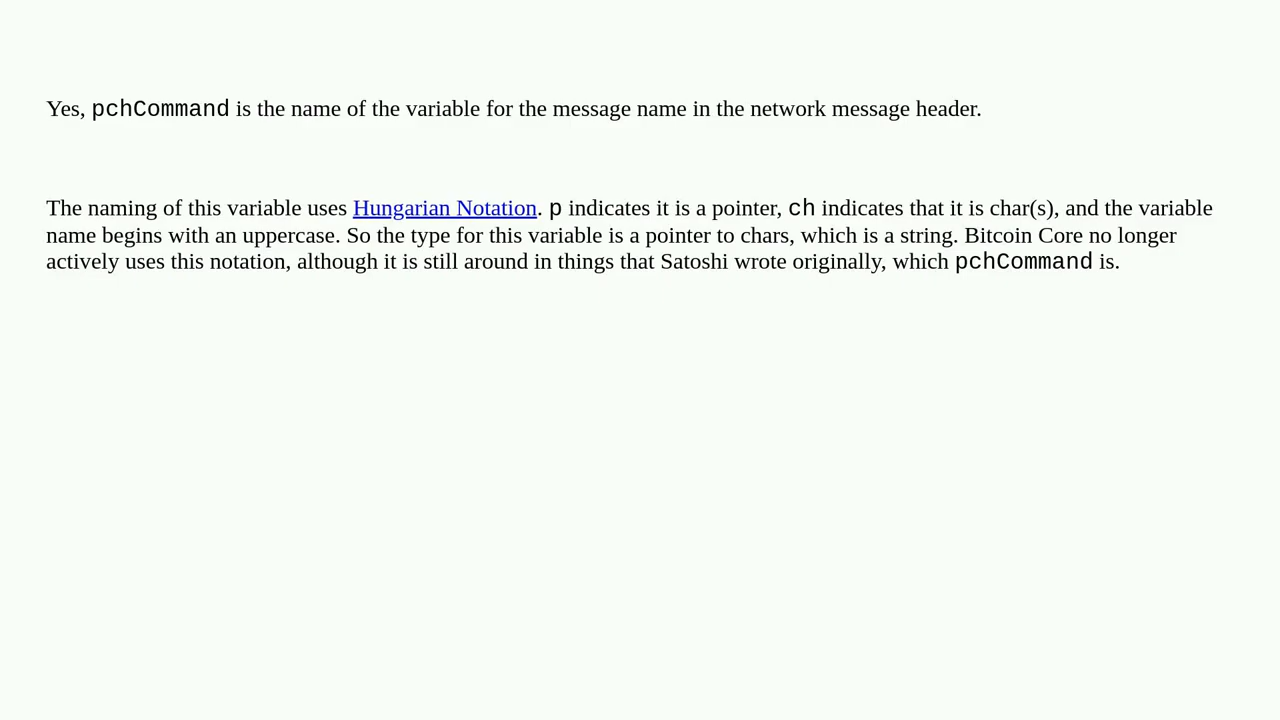 Yes, pchCommand is the name of the variable for the message name in the network message header.
The naming of this variable uses Hungarian Notation. p indicates it is a pointer, ch indicates that it is char(s), and the variable
name begins with an uppercase. So the type for this variable is a pointer to chars, which is a string. Bitcoin Core no longer
actively uses this notation, although it is still around in things that Satoshi wrote originally, which pchCommand is.